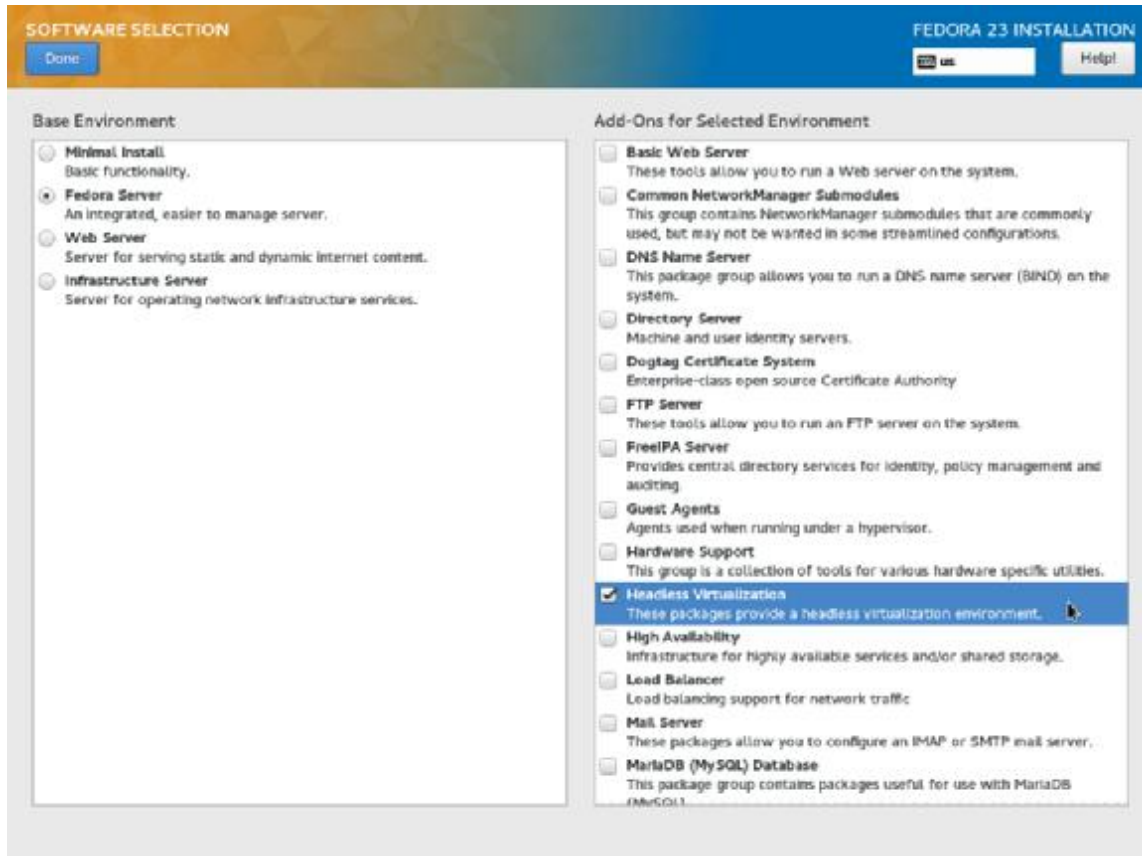 SOFTWARE SELECTION
FEDORA 23 INSTALLATION
Done
us
Help!
Base Environment
Minimal Install
Basic functionality.
Fedora Server
An integrated, easier to manage server.
Web Server
Server for serving static and dynamic internet content.
Infrastructure Server
Server for operating network infrastructure services.
Add-Ons for Selected Environment
Basic Web Server
These tools allow you to run a Web server on the system.
Common NetworkManager Submodules
This group contains NetworkManager submodules that are commonly
used, but may not be wanted in some streamlined configurations.
DNS Name Server
This package group allows you to run a DNS name server (BIND) on the
system.
Directory Server
Machine and user identity servers.
Dogtag Certificate System
Enterprise-class open source Certificate Authority
FTP Server
These tools allow you to run an FTP server on the system.
FreeIPA Server
Provides central directory services for identity, policy management and
auditing.
Guest Agents
Agents used when running under a hypervisor.
Hardware Support
This group is a collection of tools for various hardware specific utilities.
Headless Virtualization
These packages provide a headless virtualization environment.
High Availability
Infrastructure for highly available services and/or shared storage.
Load Balancer
Load balancing support for network traffic
Mail Server
These packages allow you to configure an IMAP or SMTP mail server.
MariaDB (MySQL) Database
This package group contains packages useful for use with MariaDB
(MySQL)